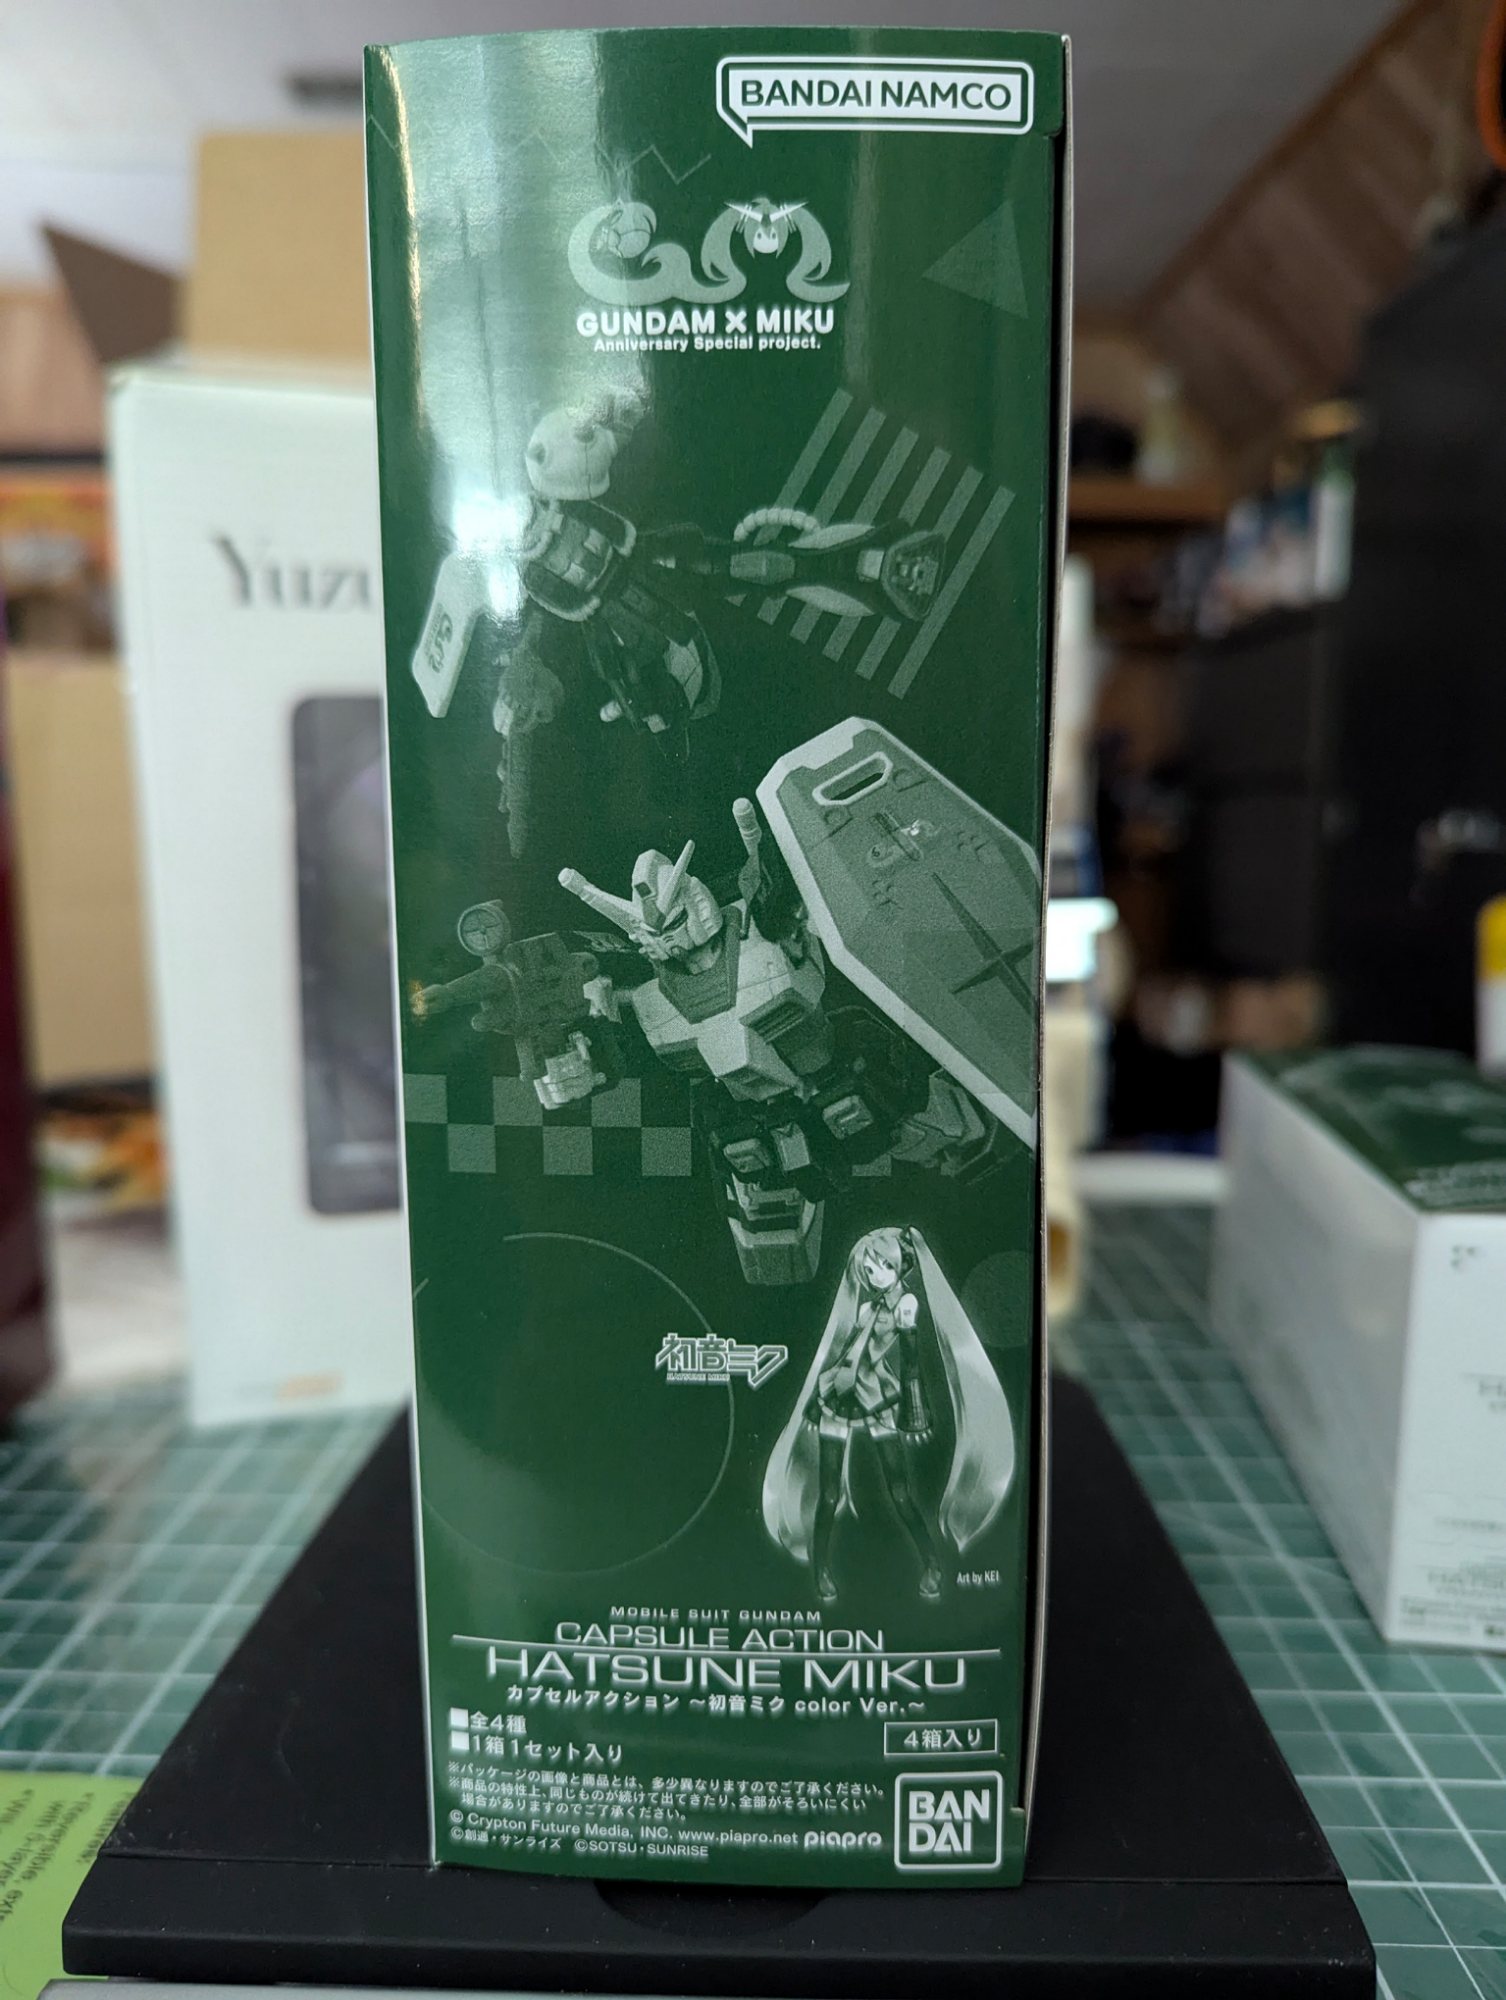 BANDAI NAMCO
GUNDAM X MIKU
Anniversary Special project.
Yuzu
初音ミク
HATSUNE MIKU
Art by KEI
MOBILE SUIT GUNDAM
CAPSULE ACTION
HATSUNE MIKU
カプセルアクション ～初音ミク color Ver.～
■全4種
■1箱1セット入り
4箱入り
※パッケージの画像と商品とは、多少異なりますのでご了承ください。
※商品の特性上、同じものが続けて出てきたり、全部がそろいにくい
場合がありますのでご了承ください。
© Crypton Future Media, INC. www.piapro.net piapro
©創通・サンライズ ©SOTSU・SUNRISE
BAN
DAI